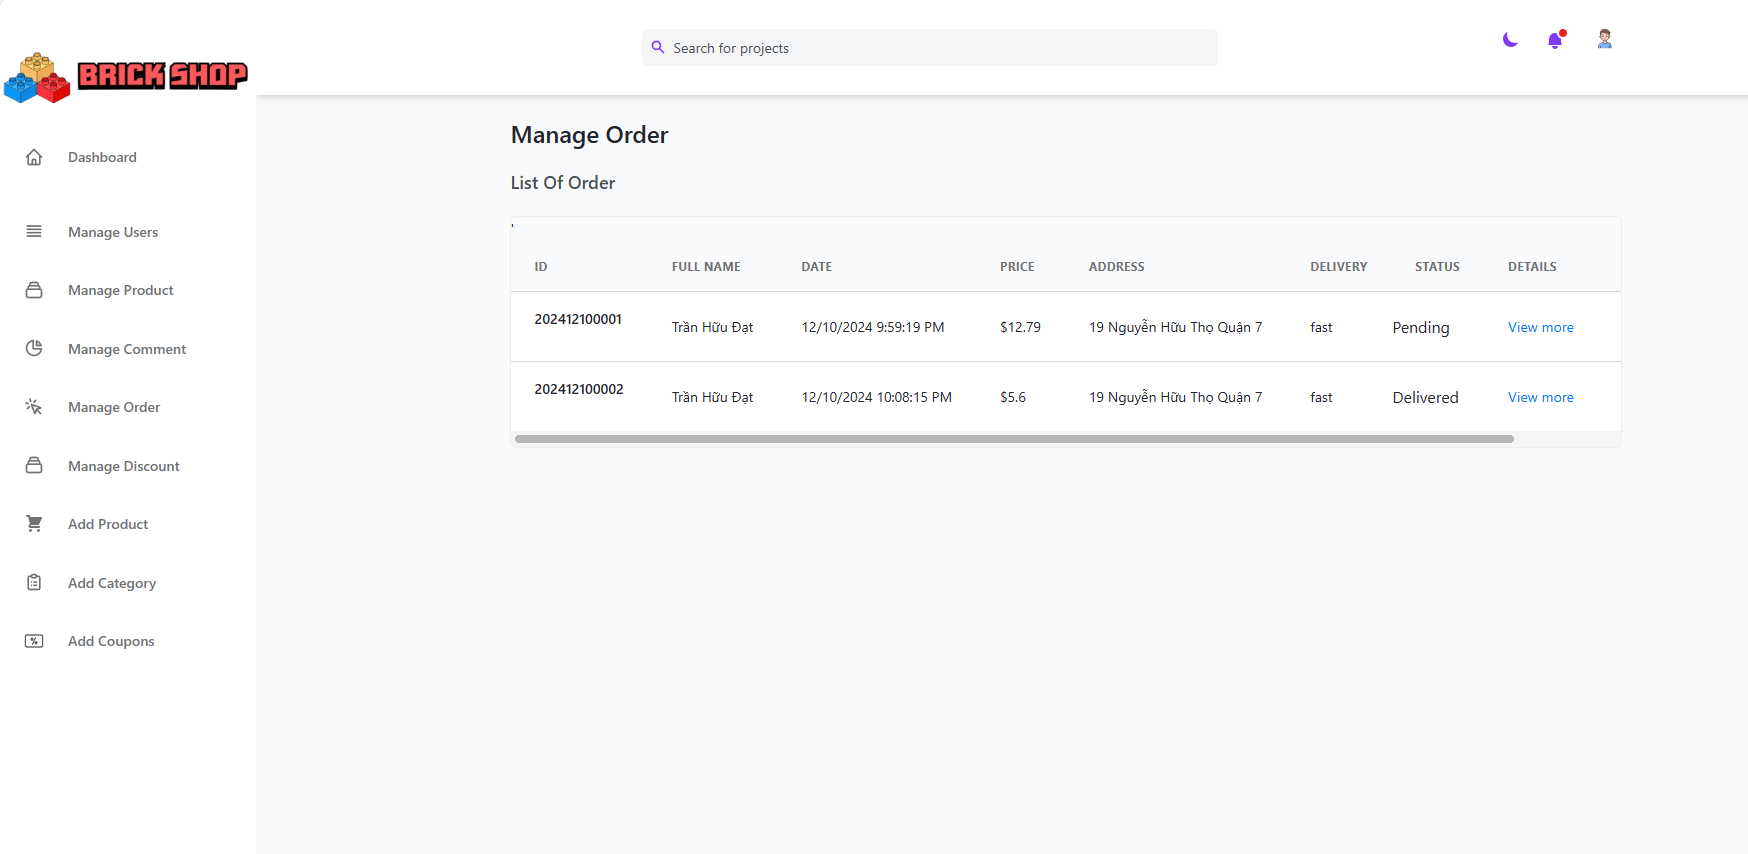 BRICK SHOP
Search for projects
Dashboard
Manage Users
Manage Product
Manage Comment
Manage Order
Manage Discount
Add Product
Add Category
Add Coupons
Manage Order
List Of Order
'
ID FULL NAME DATE PRICE ADDRESS DELIVERY STATUS DETAILS
202412100001 Trần Hữu Đạt 12/10/2024 9:59:19 PM $12.79 19 Nguyễn Hữu Thọ Quận 7 fast Pending View more
202412100002 Trần Hữu Đạt 12/10/2024 10:08:15 PM $5.6 19 Nguyễn Hữu Thọ Quận 7 fast Delivered View more